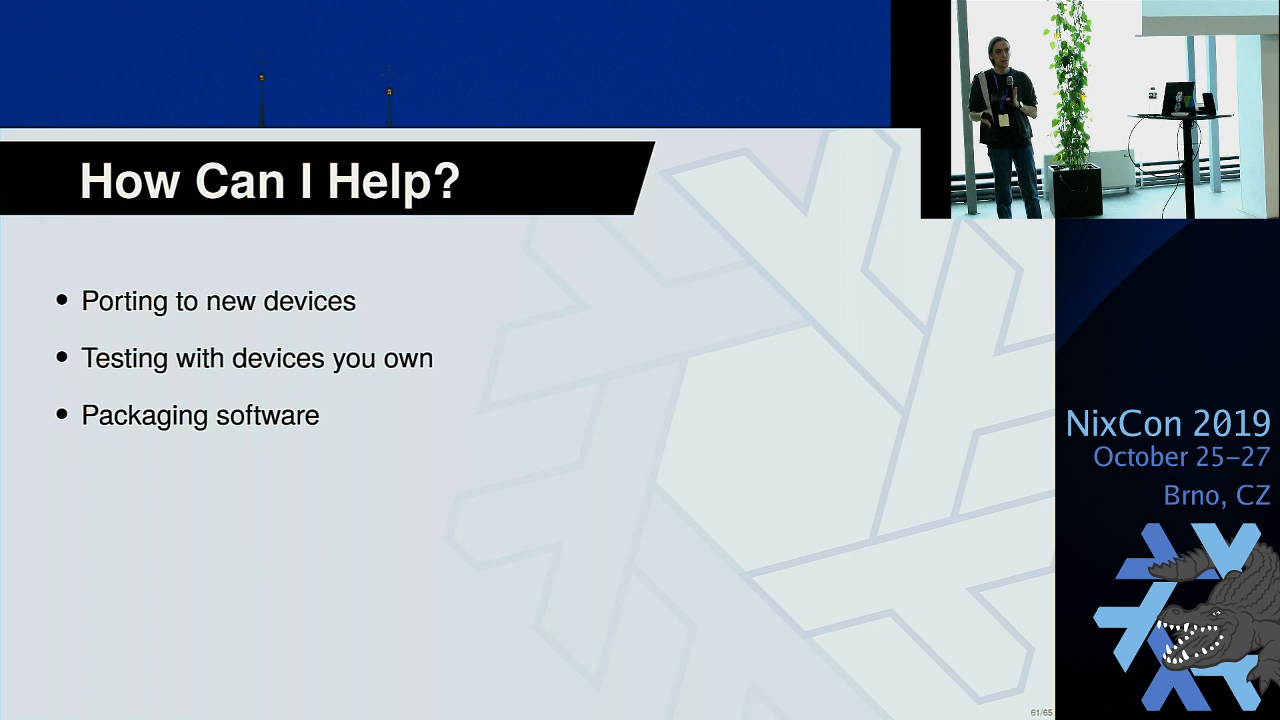 How Can I Help?
• Porting to new devices
• Testing with devices you own
• Packaging software
61/65
NixCon 2019
October 25–27
Brno, CZ